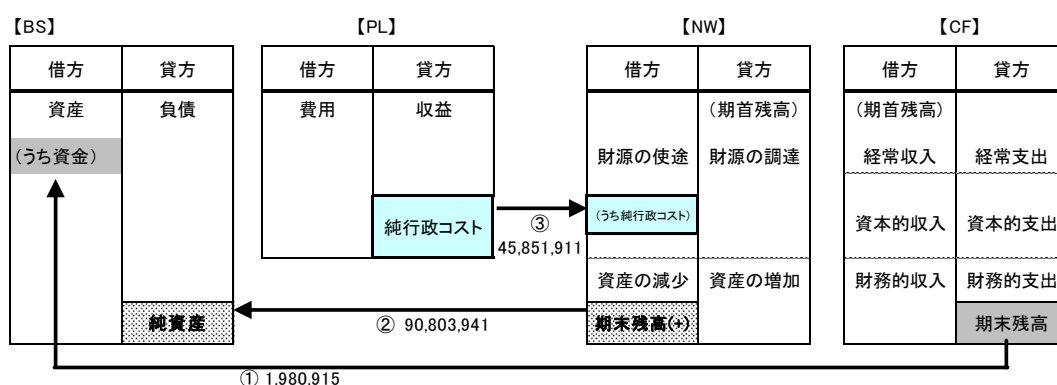 【BS】 【PL】 【NW】 【CF】
借方 貸方 借方 貸方 借方 貸方 借方 貸方
資産 負債 費用 収益 (期首残高) (期首残高)
(うち資金) 財源の使途 財源の調達 経常収入 経常支出
純行政コスト ③ (うち純行政コスト) 資本的収入 資本的支出
45,851,911
資産の減少 資産の増加 財務的収入 財務的支出
純資産 ② 90,803,941 期末残高(+) 期末残高
① 1,980,915